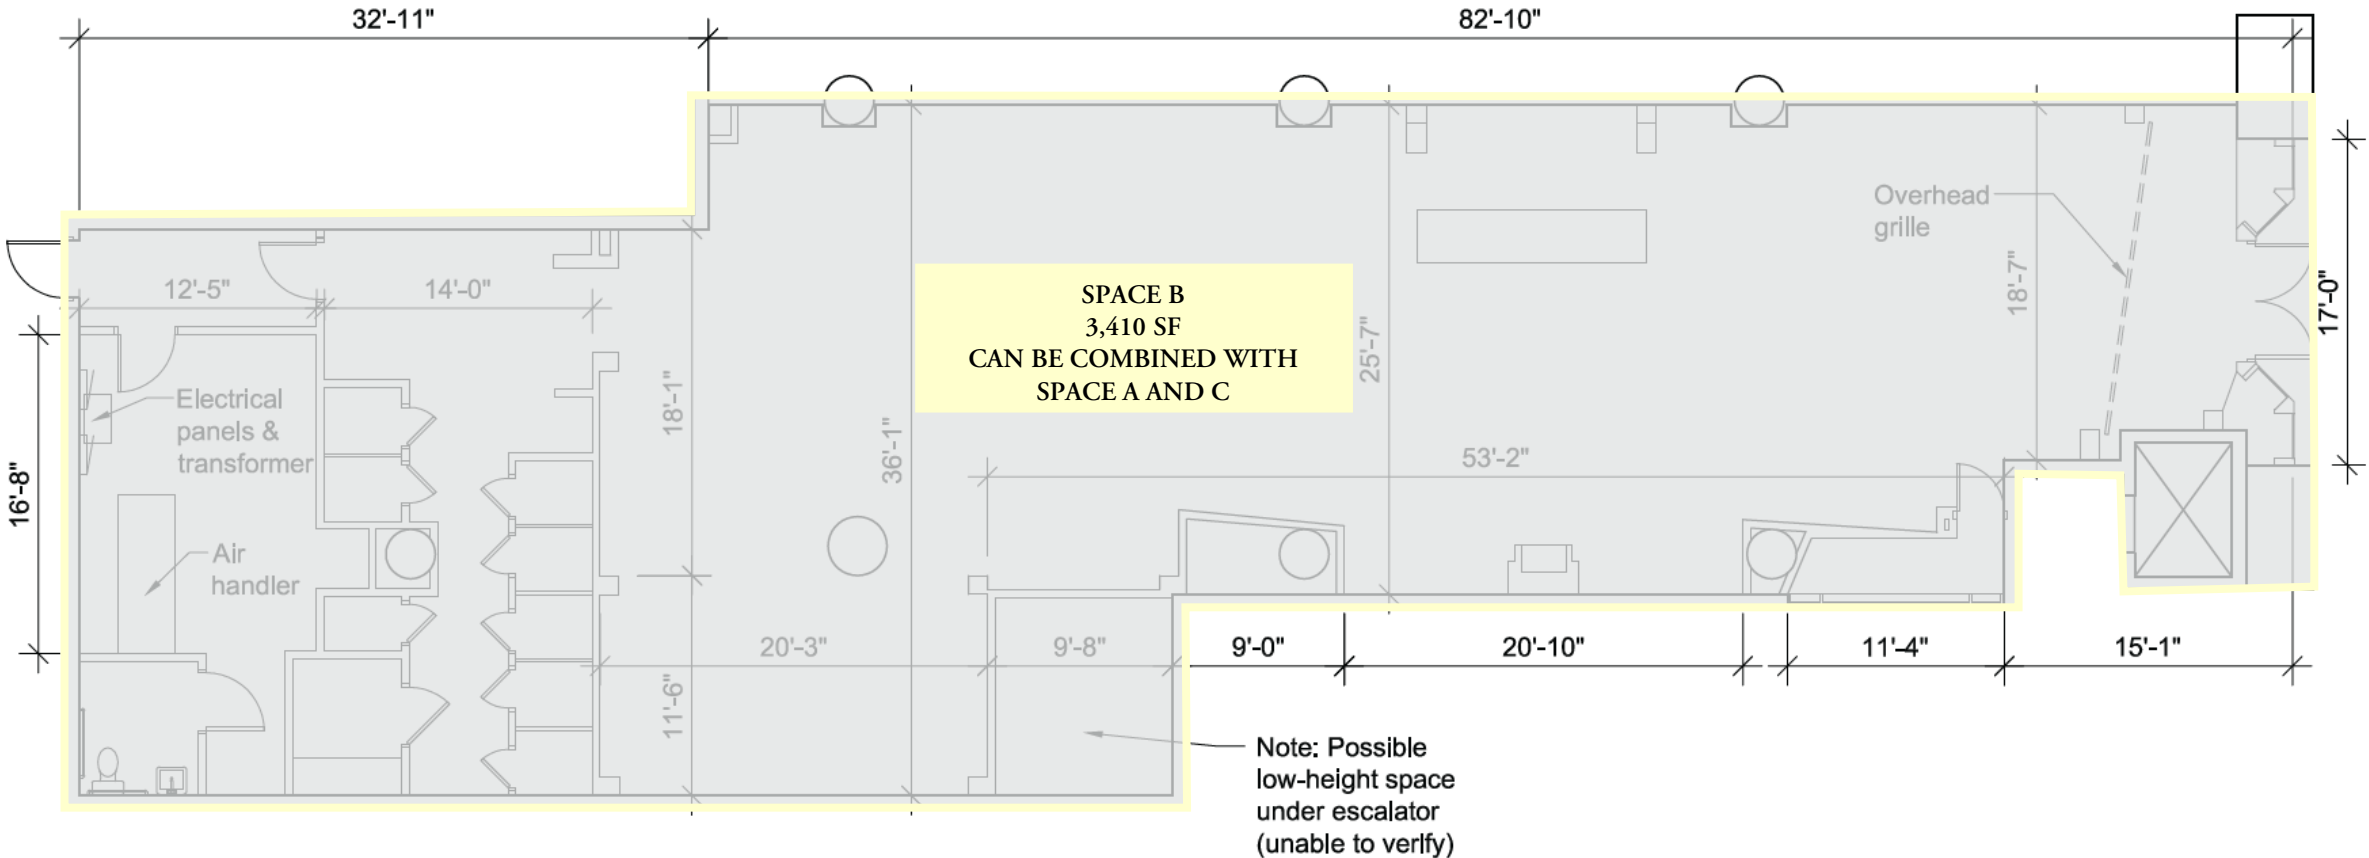 32'-11"
82'-10"
Overhead
grille
12'-5"
14'-0"
SPACE B
3,410 SF
CAN BE COMBINED WITH
SPACE A AND C
18'-7"
17'-0"
25'-7"
18'-1"
36'-1"
Electrical
panels &
transformer
53'-2"
16'-8"
Air
handler
20'-3"
9'-8"
9'-0"
20'-10"
11'-4"
15'-1"
11'-6"
Note: Possible
low-height space
under escalator
(unable to verify)